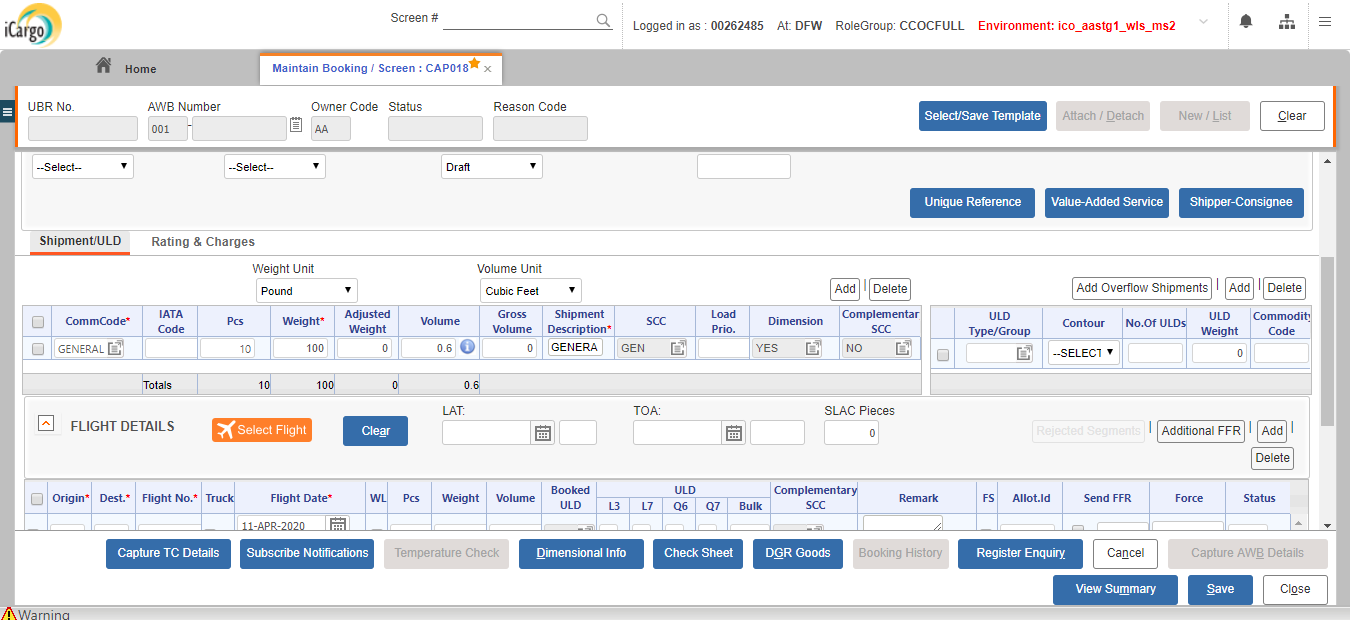 iCargo
Screen #
Logged in as : 00262485 At: DFW RoleGroup: CCOCFULL Environment: ico_aastg1_wls_ms2
Home
Maintain Booking / Screen : CAP018 ×
UBR No. AWB Number Owner Code Status Reason Code
001 - AA
Select/Save Template Attach / Detach New / List Clear
--Select-- --Select-- Draft
Unique Reference Value-Added Service Shipper-Consignee
Shipment/ULD Rating & Charges
Weight Unit Volume Unit
Pound Cubic Feet Add | Delete Add Overflow Shipments | Add | Delete
CommCode* IATA Code Pcs Weight* Adjusted Weight Volume Gross Volume Shipment Description* SCC Load Prio. Dimension Complementar SCC
GENERAL 10 100 0 0.6 0 GENERA GEN YES NO
Totals 10 100 0 0.6
ULD Type/Group Contour No.Of ULDs ULD Weight Commodity Code
--SELECT 0
FLIGHT DETAILS Select Flight Clear
LAT: TOA: SLAC Pieces
0
Rejected Segments | Additional FFR | Add |
Delete
Origin* Dest.* Flight No.* Truck Flight Date* WL Pcs Weight Volume Booked ULD ULD L3 L7 Q6 Q7 Bulk Complementary SCC Remark FS Allot.Id Send FFR Force Status
11-APR-2020
Capture TC Details Subscribe Notifications Temperature Check Dimensional Info Check Sheet DGR Goods Booking History Register Enquiry Cancel Capture AWB Details
View Summary Save Close
Warning